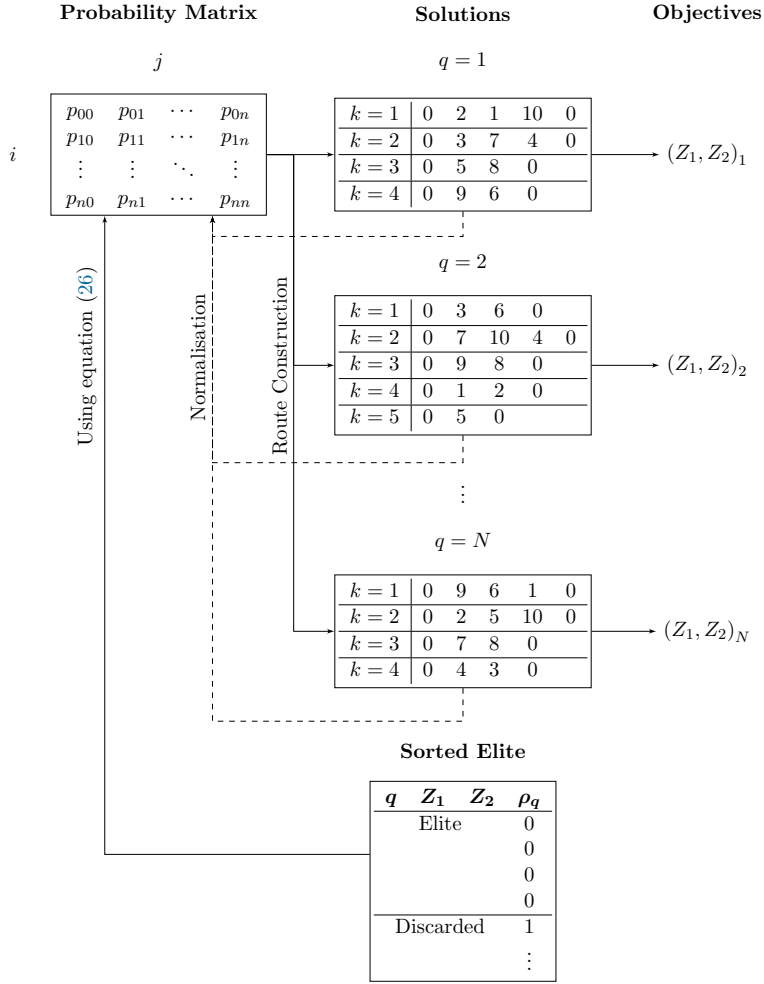 Probability Matrix Solutions Objectives
j
q = 1
i
p00 p01 ⋯ p0n
p10 p11 ⋯ p1n
⋮ ⋮ ⋱ ⋮
pn0 pn1 ⋯ pnn
k = 1 0 2 1 10 0
k = 2 0 3 7 4 0
k = 3 0 5 8 0
k = 4 0 9 6 0
(Z1, Z2)1
Using equation (26)
Normalisation
Route Construction
q = 2
k = 1 0 3 6 0
k = 2 0 7 10 4 0
k = 3 0 9 8 0
k = 4 0 1 2 0
k = 5 0 5 0
(Z1, Z2)2
⋮
q = N
k = 1 0 9 6 1 0
k = 2 0 2 5 10 0
k = 3 0 7 8 0
k = 4 0 4 3 0
(Z1, Z2)N
Sorted Elite
q Z1 Z2 ρq
Elite 0
0
0
0
Discarded 1
⋮